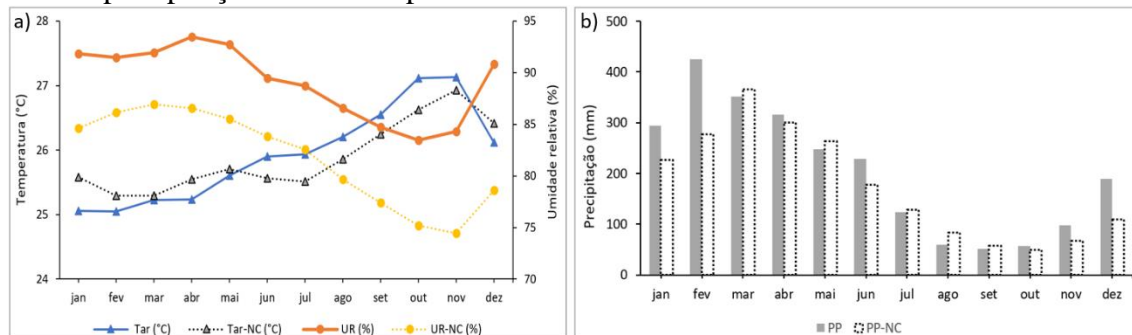 a)
28
27
26
25
24
Temperatura (°C)
95
90
85
80
75
70
Umidade relativa (%)
jan fev mar abr mai jun jul ago set out nov dez
Tar (°C) Tar-NC (°C) UR (%) UR-NC (%)
b)
500
400
300
200
100
0
Precipitação (mm)
jan fev mar abr mai jun jul ago set out nov dez
PP PP-NC